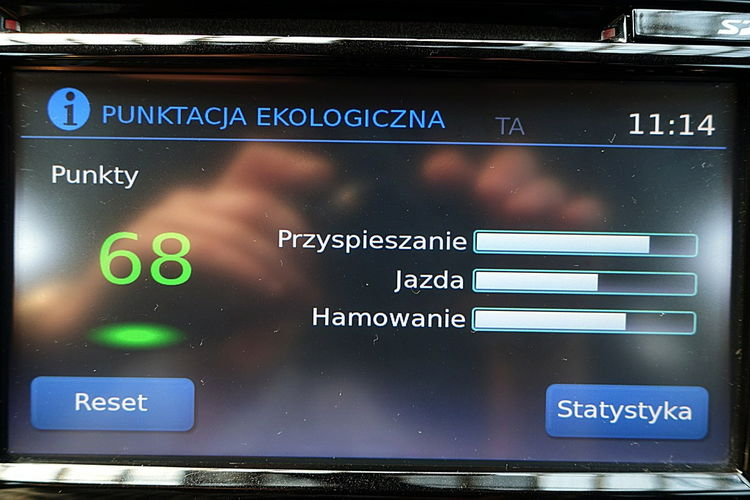 PUNKTACJA EKOLOGICZNA
TA
11:14
Punkty
68
Przyspieszanie
Jazda
Hamowanie
Reset
Statystyka